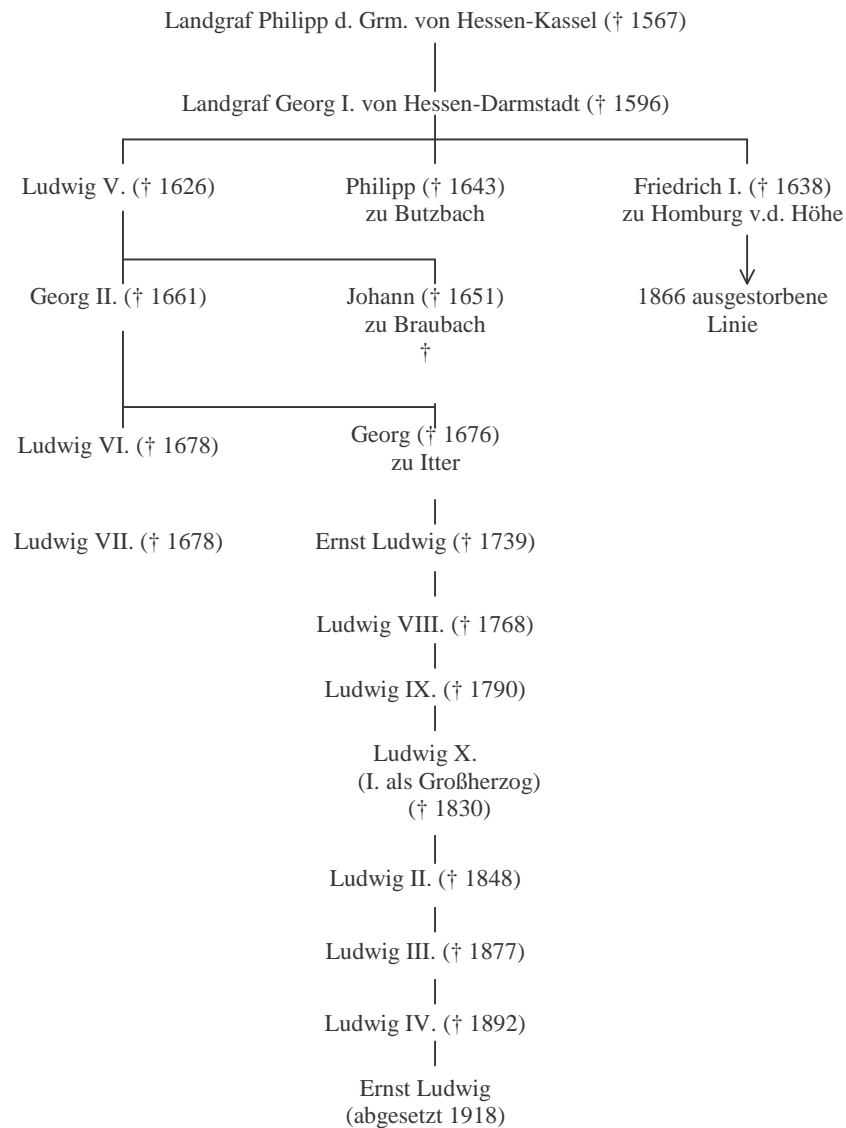 Landgraf Philipp d. Grm. von Hessen-Kassel († 1567)
Landgraf Georg I. von Hessen-Darmstadt († 1596)
Ludwig V. († 1626)
Philipp († 1643)
zu Butzbach
Friedrich I. († 1638)
zu Homburg v.d. Höhe
Georg II. († 1661)
Johann († 1651)
zu Braubach
†
1866 ausgestorbene
Linie
Ludwig VI. († 1678)
Georg († 1676)
zu Itter
Ludwig VII. († 1678)
Ernst Ludwig († 1739)
Ludwig VIII. († 1768)
Ludwig IX. († 1790)
Ludwig X.
(I. als Großherzog)
(† 1830)
Ludwig II. († 1848)
Ludwig III. († 1877)
Ludwig IV. († 1892)
Ernst Ludwig
(abgesetzt 1918)